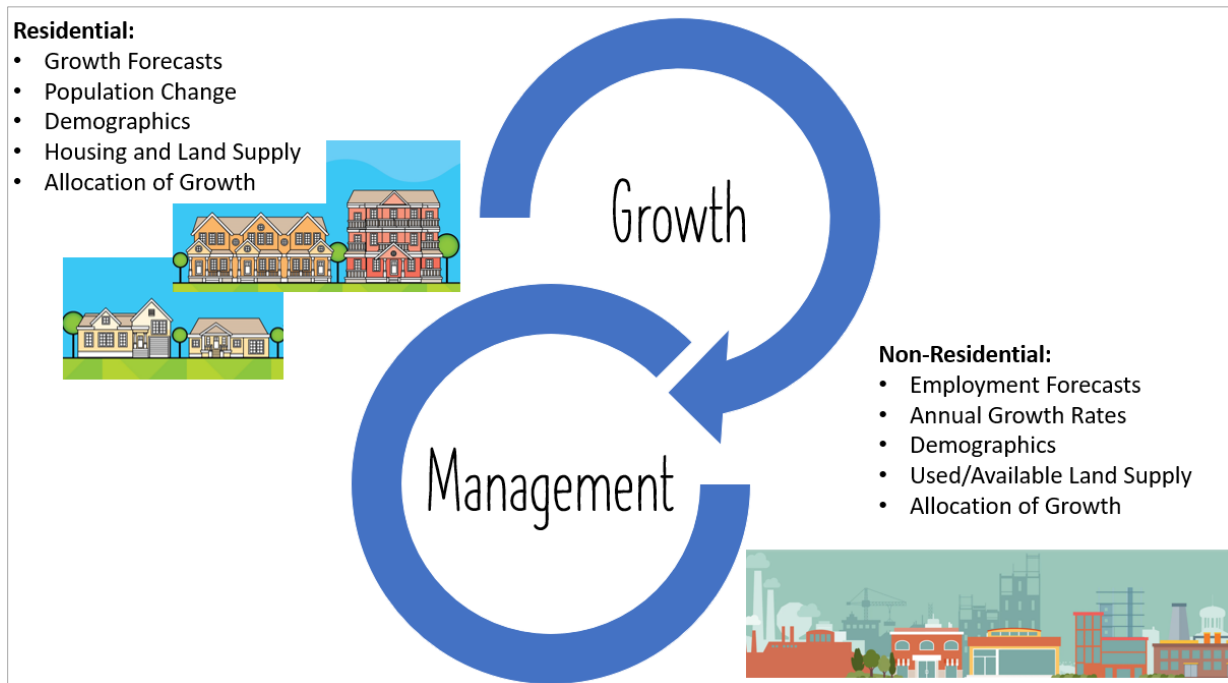 Residential:
• Growth Forecasts
• Population Change
• Demographics
• Housing and Land Supply
• Allocation of Growth
Growth
Management
Non-Residential:
• Employment Forecasts
• Annual Growth Rates
• Demographics
• Used/Available Land Supply
• Allocation of Growth